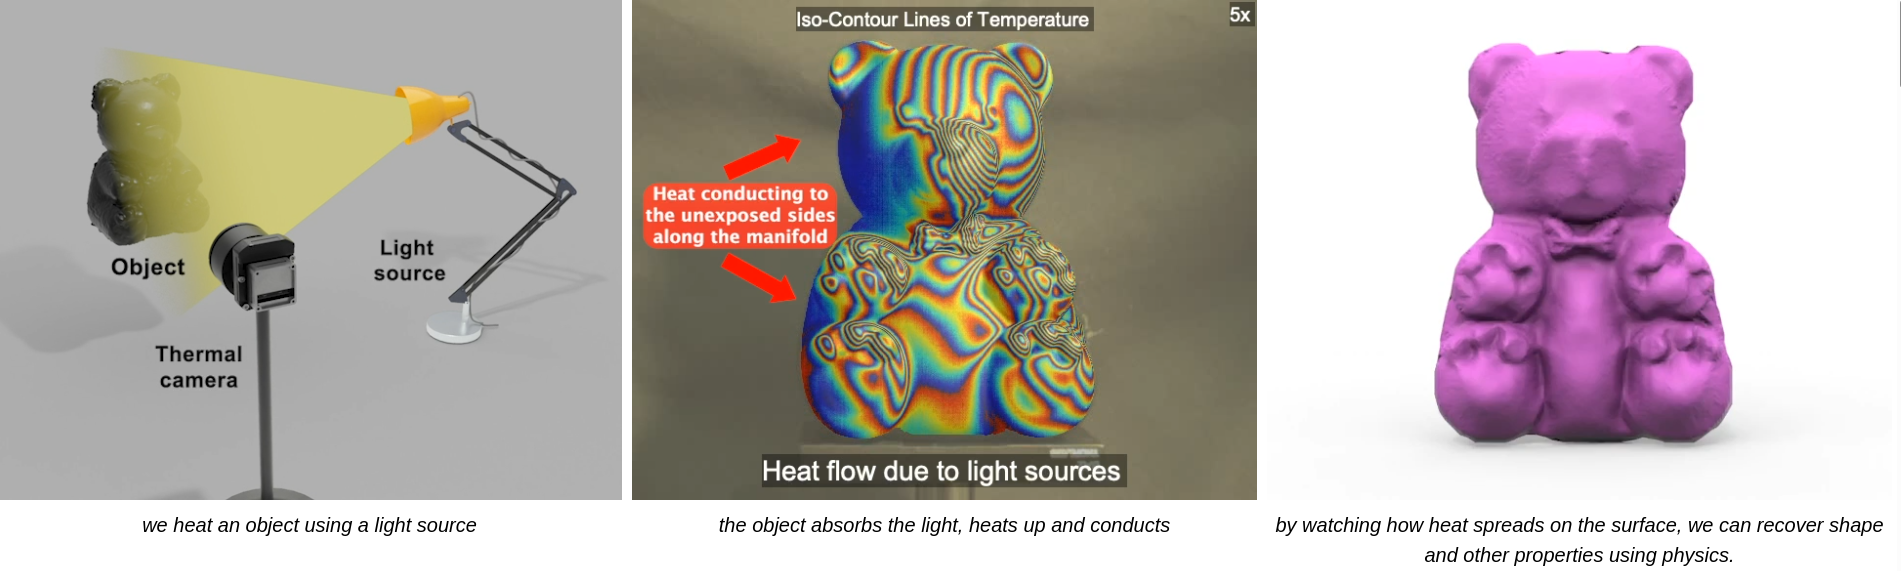 Object
Light
source
Thermal
camera
we heat an object using a light source
Iso-Contour Lines of Temperature
5x
Heat conducting to
the unexposed sides
along the manifold
Heat flow due to light sources
the object absorbs the light, heats up and conducts
by watching how heat spreads on the surface, we can recover shape
and other properties using physics.